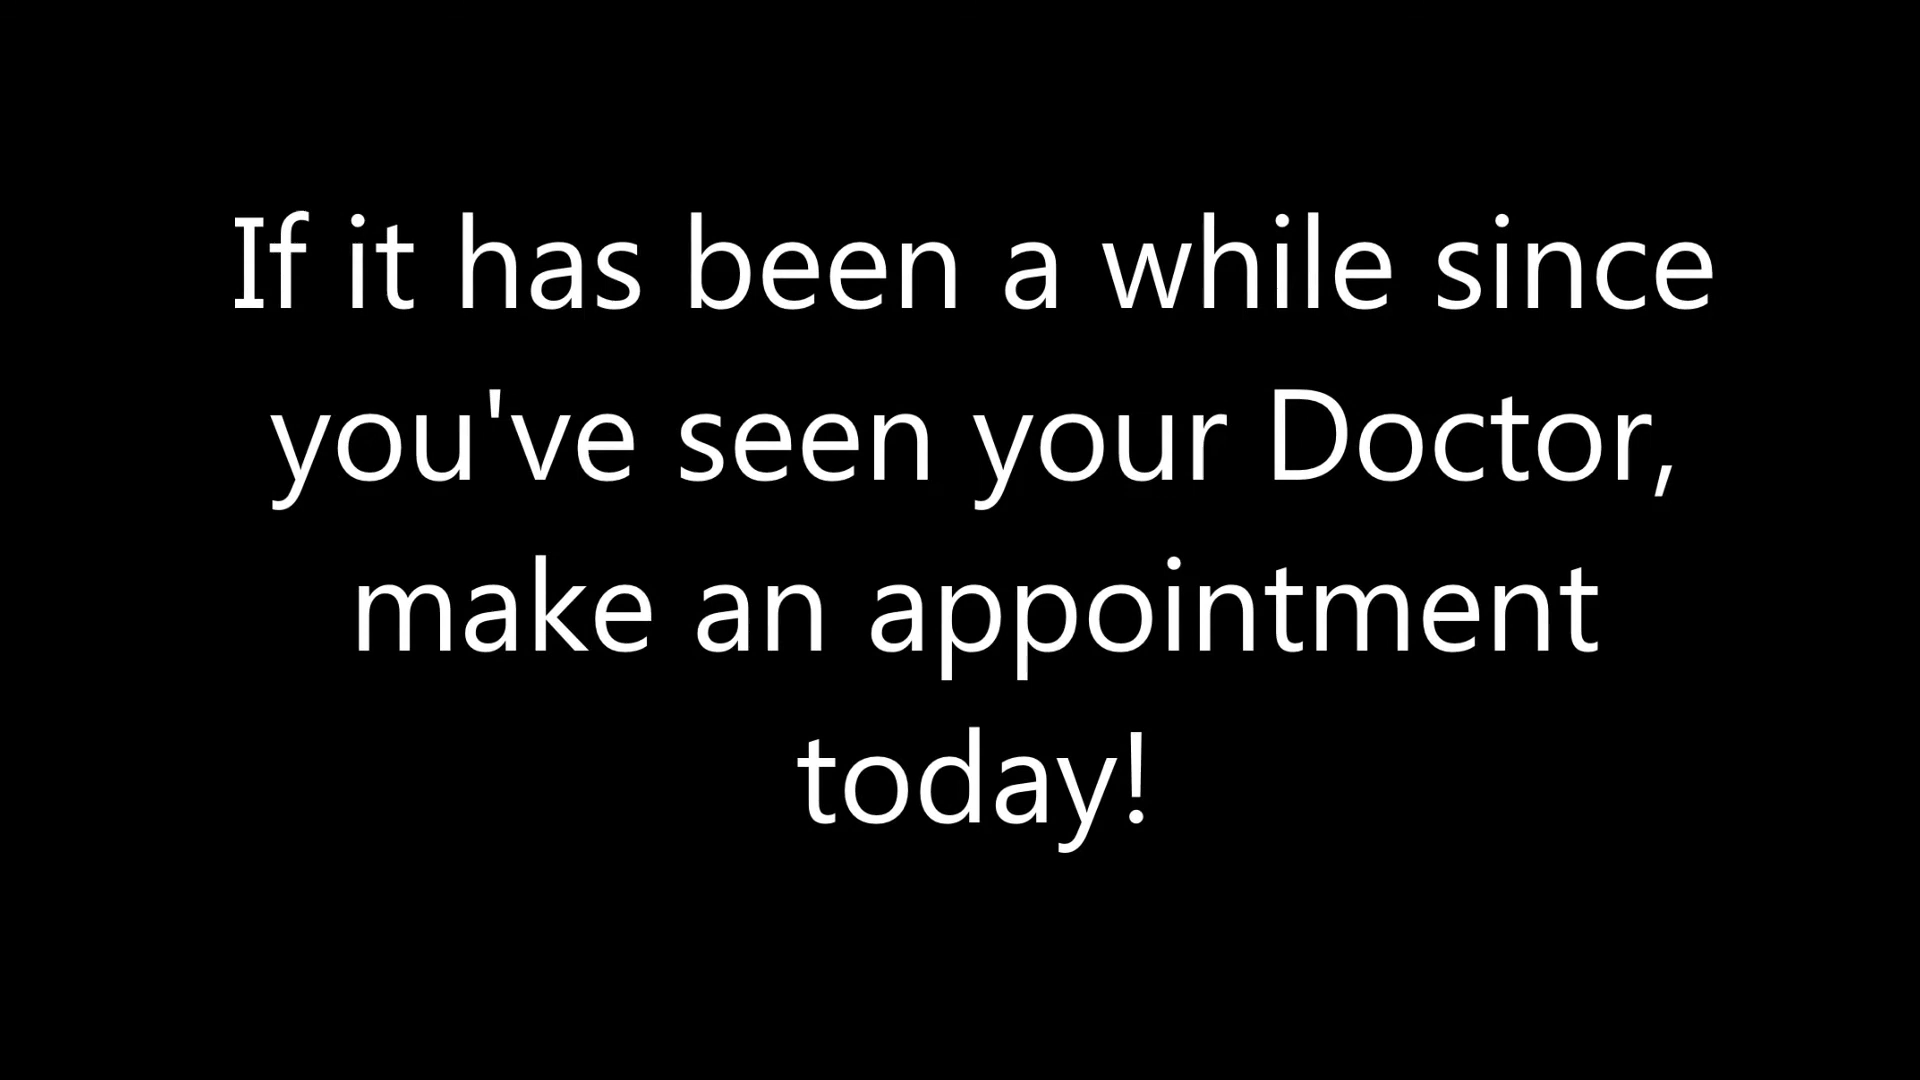 If it has been a while since
you've seen your Doctor,
make an appointment
today!